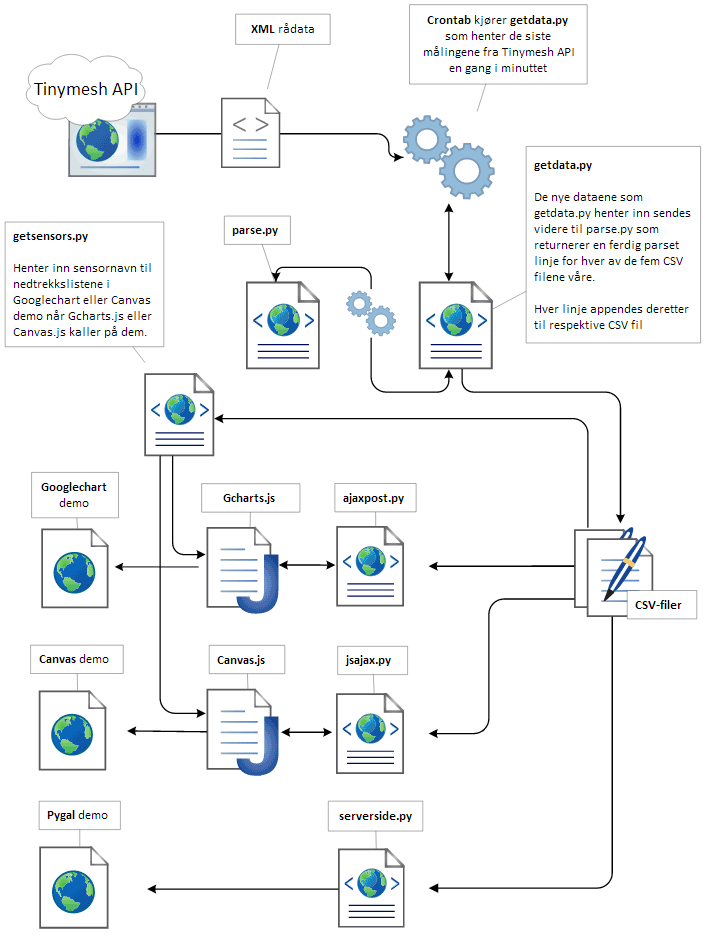 XML rådata
Crontab kjører getdata.py
som henter de siste
målingene fra Tinymesh API
en gang i minuttet
Tinymesh API
getdata.py
De nye dataene som
getdata.py henter inn sendes
videre til parse.py som
returnerer en ferdig parset
linje for hver av de fem CSV
filene våre.
Hver linje appendes deretter
til respektive CSV fil
getsensors.py
Henter inn sensornavn til
nedtrekkslistene i
Googlechart eller Canvas
demo når Gcharts.js eller
Canvas.js kaller på dem.
parse.py
Googlechart
demo
Gcharts.js
ajaxpost.py
CSV-filer
Canvas demo
Canvas.js
jsajax.py
Pygal demo
serverside.py